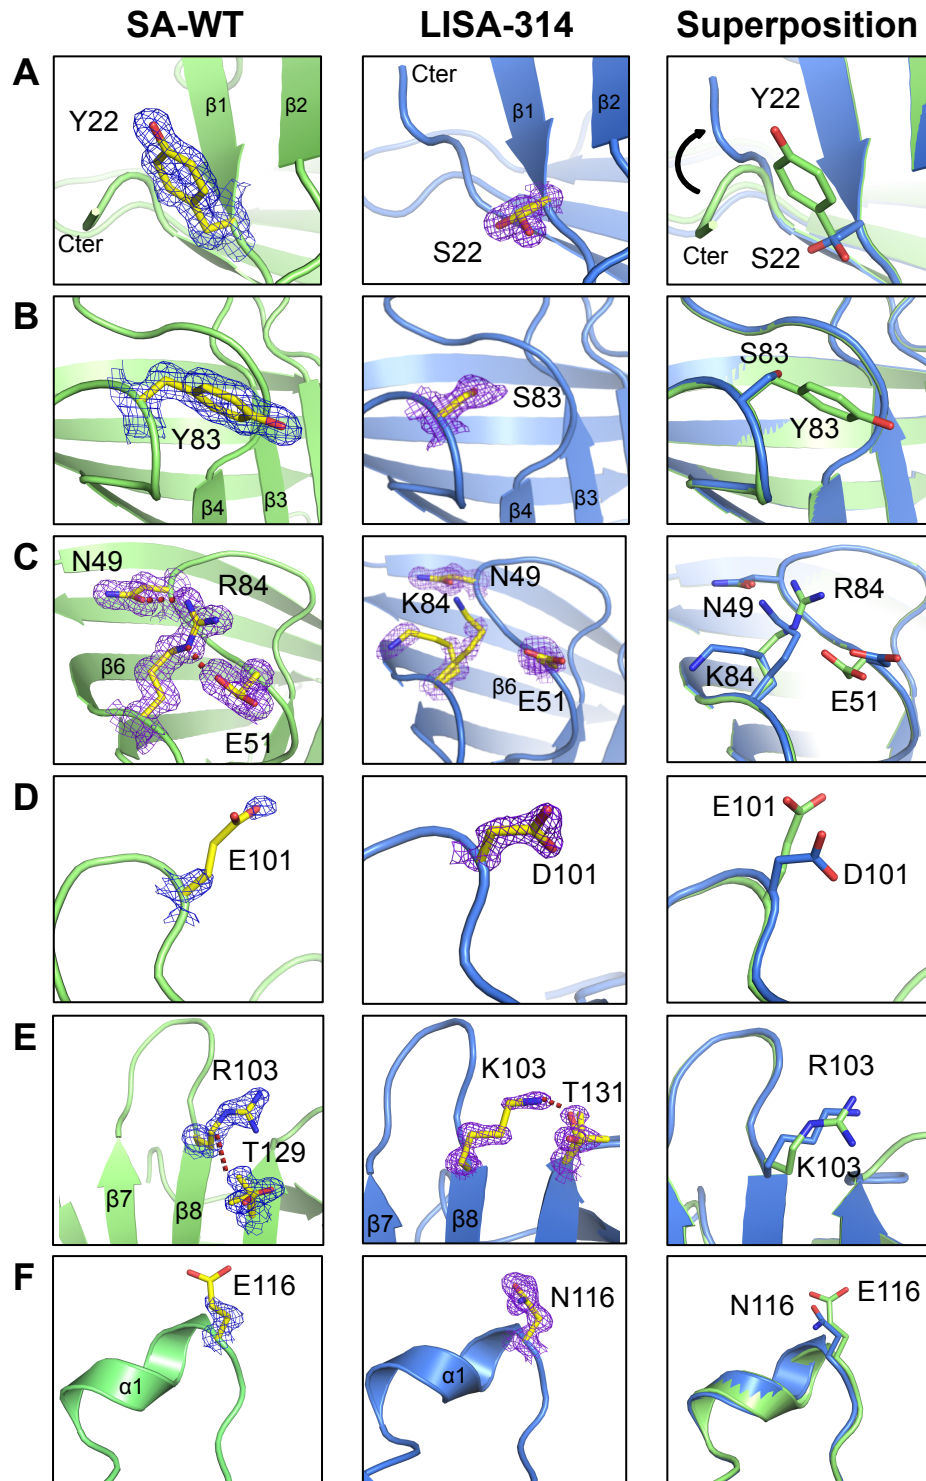 SA-WT LISA-314 Superposition
A
Y22
β1
β2
Cter
Cter
β1
β2
S22
Y22
Cter
S22
B
Y83
β4
β3
S83
β4
β3
S83
Y83
C
N49
R84
β6
E51
N49
K84
β6
E51
N49
R84
K84
E51
D
E101
D101
E101
D101
E
R103
T129
β7
β8
K103
T131
β7
β8
R103
K103
F
E116
α1
N116
α1
N116
E116